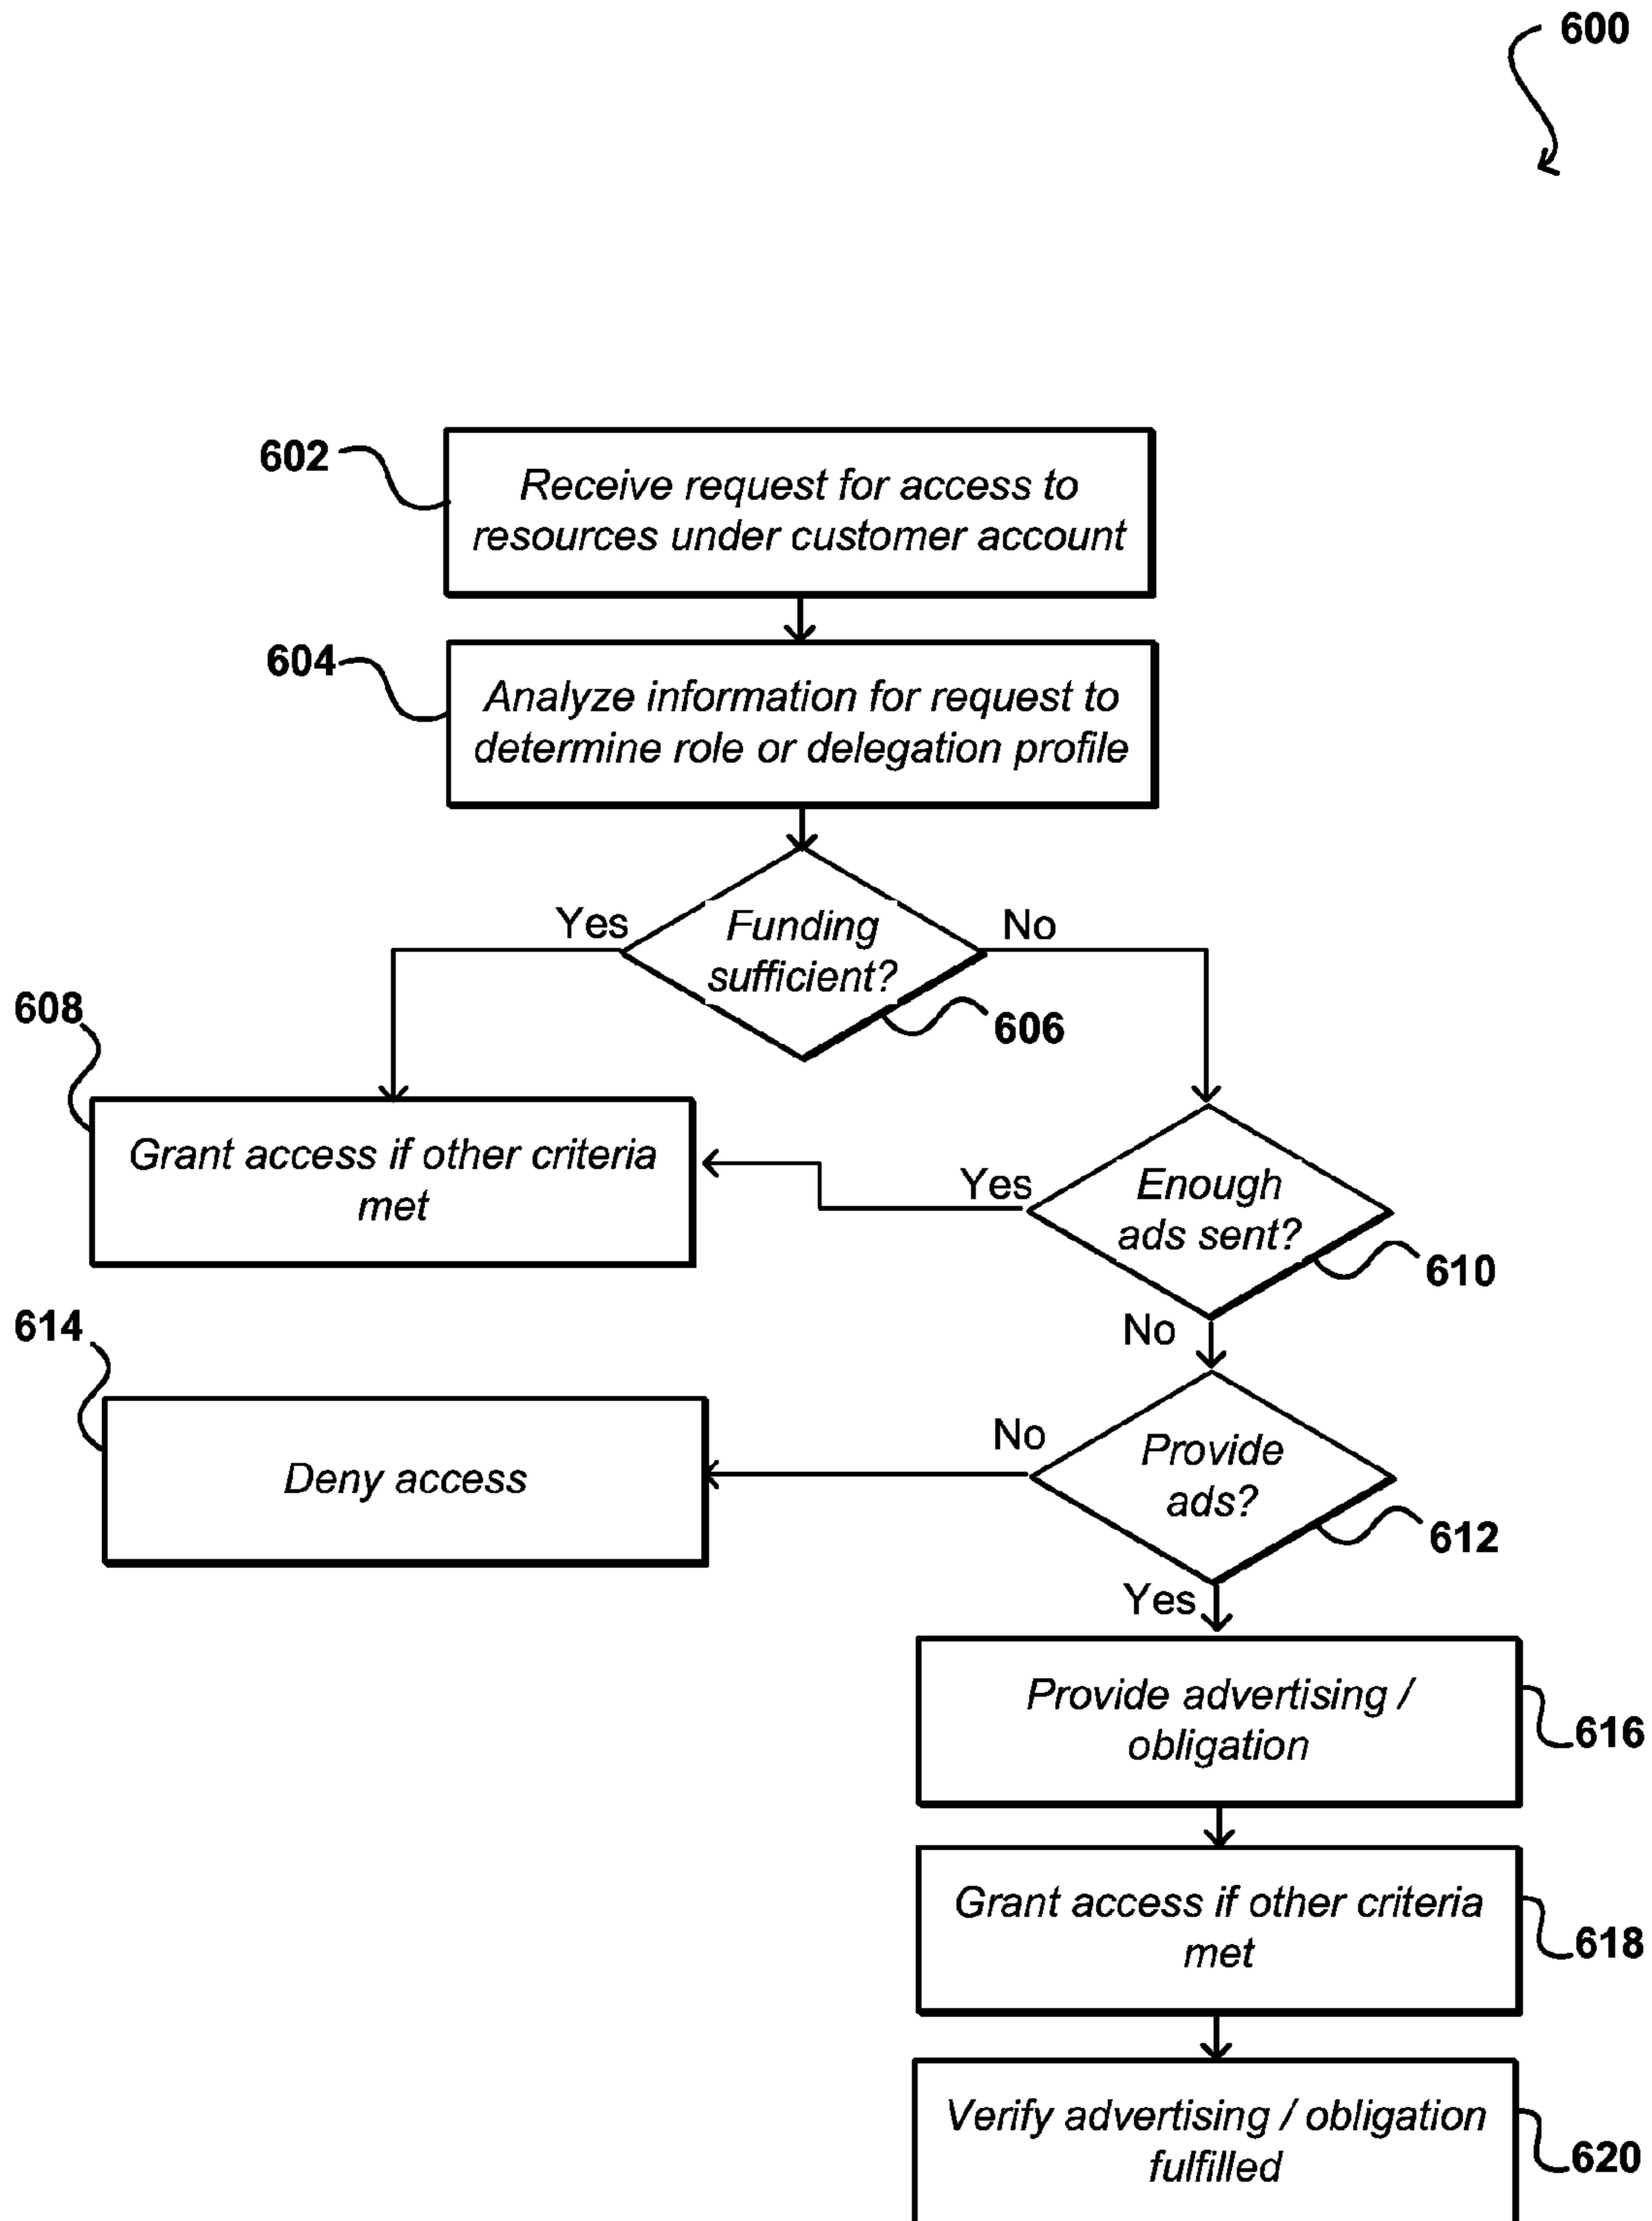 600
602
Receive request for access to
resources under customer account
604
Analyze information for request to
determine role or delegation profile
Yes
Funding
sufficient?
No
606
608
Grant access if other criteria
met
Yes
Enough
ads sent?
610
No
614
Deny access
No
Provide
ads?
612
Yes
Provide advertising /
obligation
616
Grant access if other criteria
met
618
Verify advertising / obligation
fulfilled
620